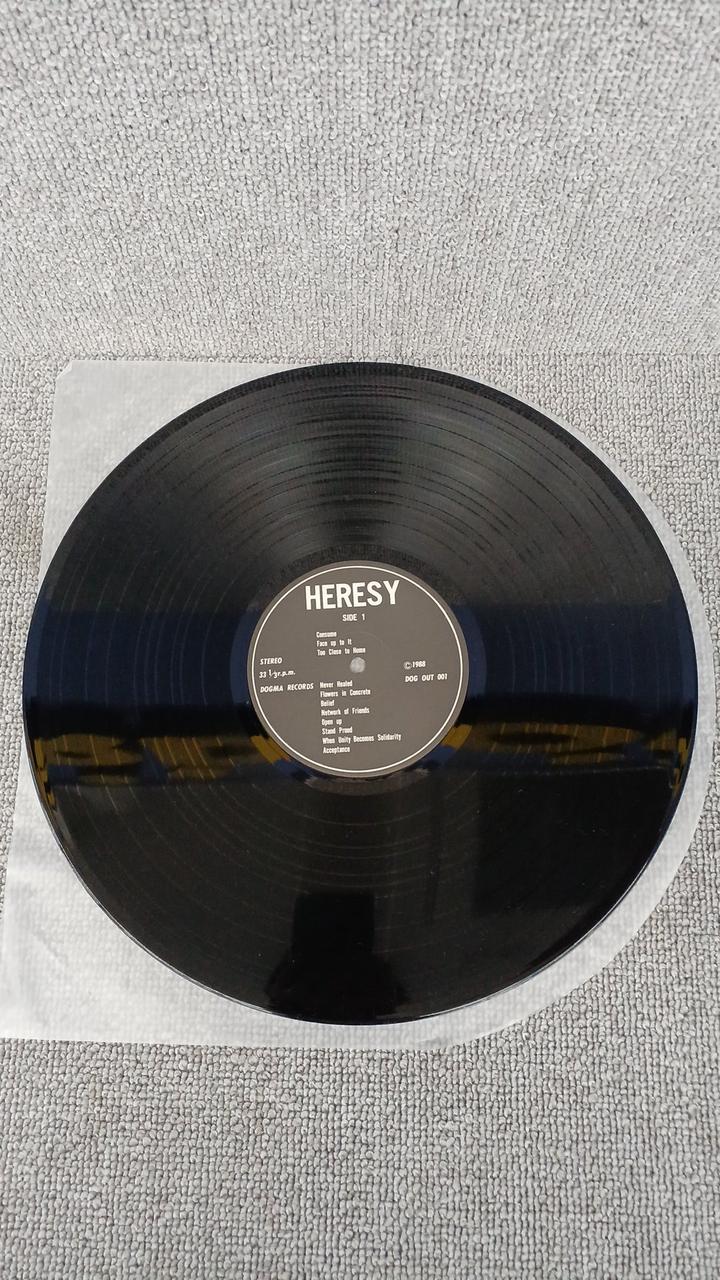 HERESY
SIDE 1
Consume
Face up to It
Too Close to Home
STEREO
33 1/3r.p.m.
DOGMA RECORDS
©1988
DOG OUT 001
Never Healed
Flowers in Concrete
Belief
Network of Friends
Open up
Stand Proud
When Unity Becomes Solidarity
Acceptance